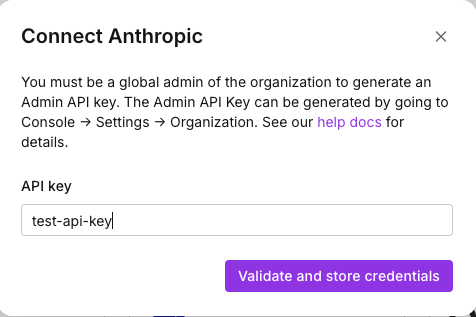 Connect Anthropic
You must be a global admin of the organization to generate an
Admin API key. The Admin API Key can be generated by going to
Console → Settings → Organization. See our help docs for
details.
API key
test-api-key
Validate and store credentials